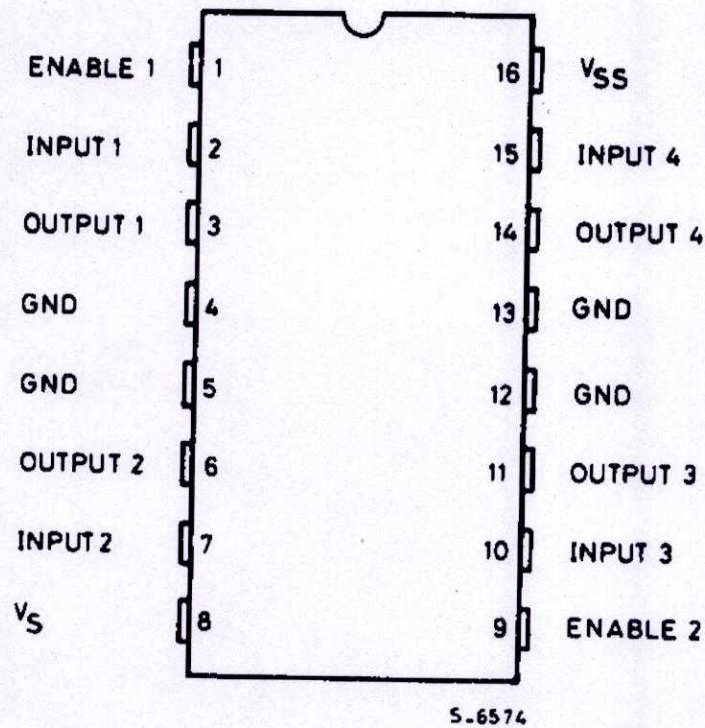 ENABLE 1 1 16 VSS
INPUT 1 2 15 INPUT 4
OUTPUT 1 3 14 OUTPUT 4
GND 4 13 GND
GND 5 12 GND
OUTPUT 2 6 11 OUTPUT 3
INPUT 2 7 10 INPUT 3
VS 8 9 ENABLE 2
S-6574